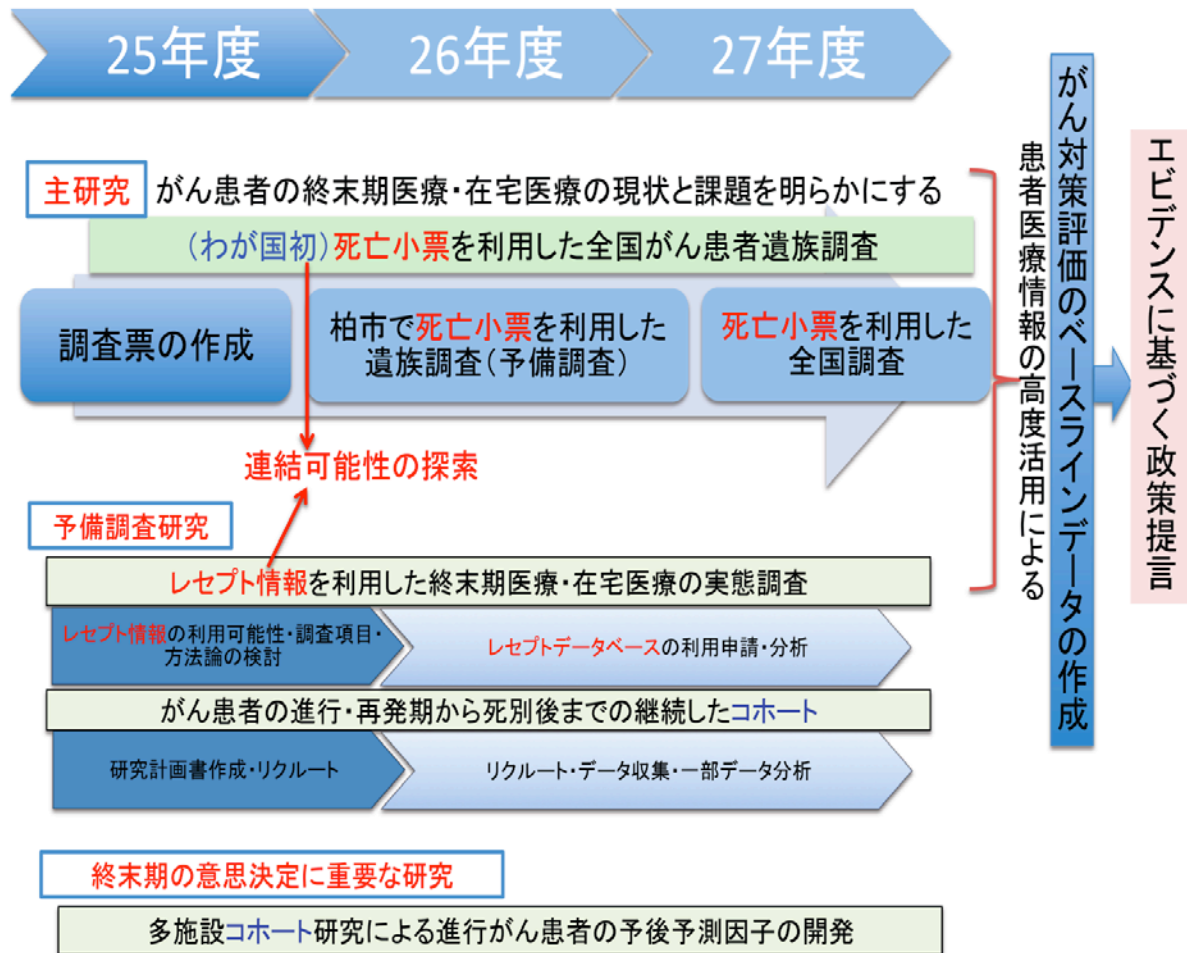 25年度
26年度
27年度
主研究
がん患者の終末期医療・在宅医療の現状と課題を明らかにする
(わが国初)死亡小票を利用した全国がん患者遺族調査
調査票の作成
柏市で死亡小票を利用した
遺族調査(予備調査)
死亡小票を利用した
全国調査
連結可能性の探索
予備調査研究
レセプト情報を利用した終末期医療・在宅医療の実態調査
レセプト情報の利用可能性・調査項目・
方法論の検討
レセプトデータベースの利用申請・分析
がん患者の進行・再発期から死別後までの継続したコホート
研究計画書作成・リクルート
リクルート・データ収集・一部データ分析
終末期の意思決定に重要な研究
多施設コホート研究による進行がん患者の予後予測因子の開発
患者医療情報の高度活用による
がん対策評価のベースラインデータの作成
エビデンスに基づく政策提言